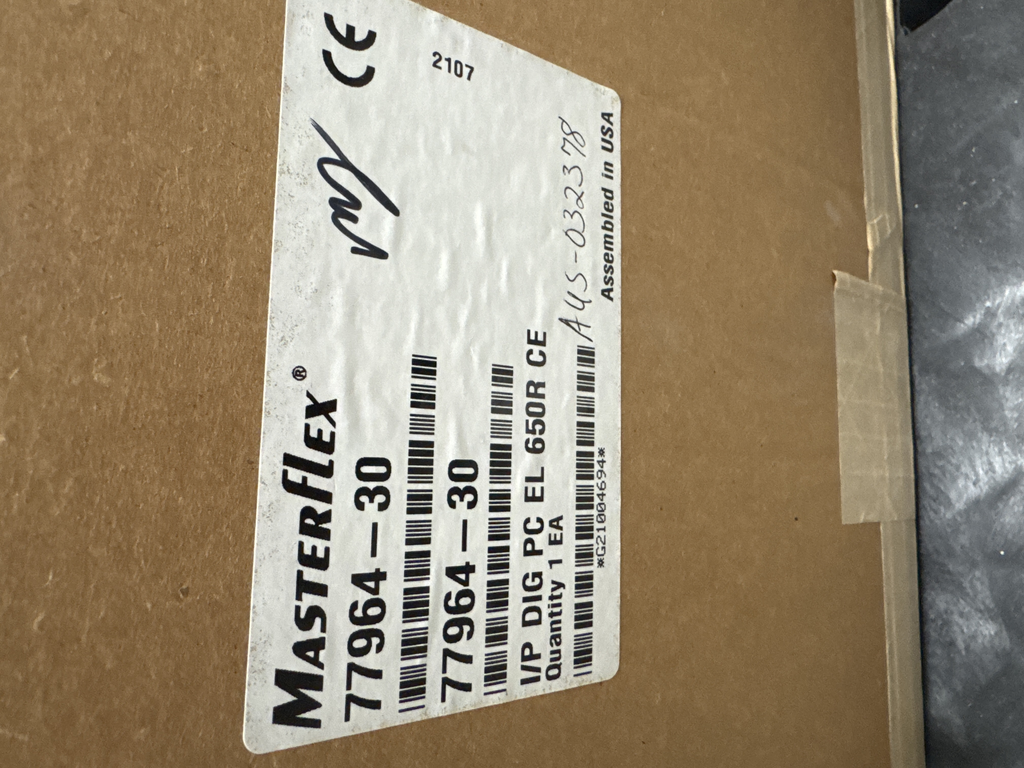 MASTERFLEX®
77964-30
77964-30
I/P DIG PC EL 650R CE
Quantity 1 EA
*G21004694*
AUS-032378
Assembled in USA
CE
2107